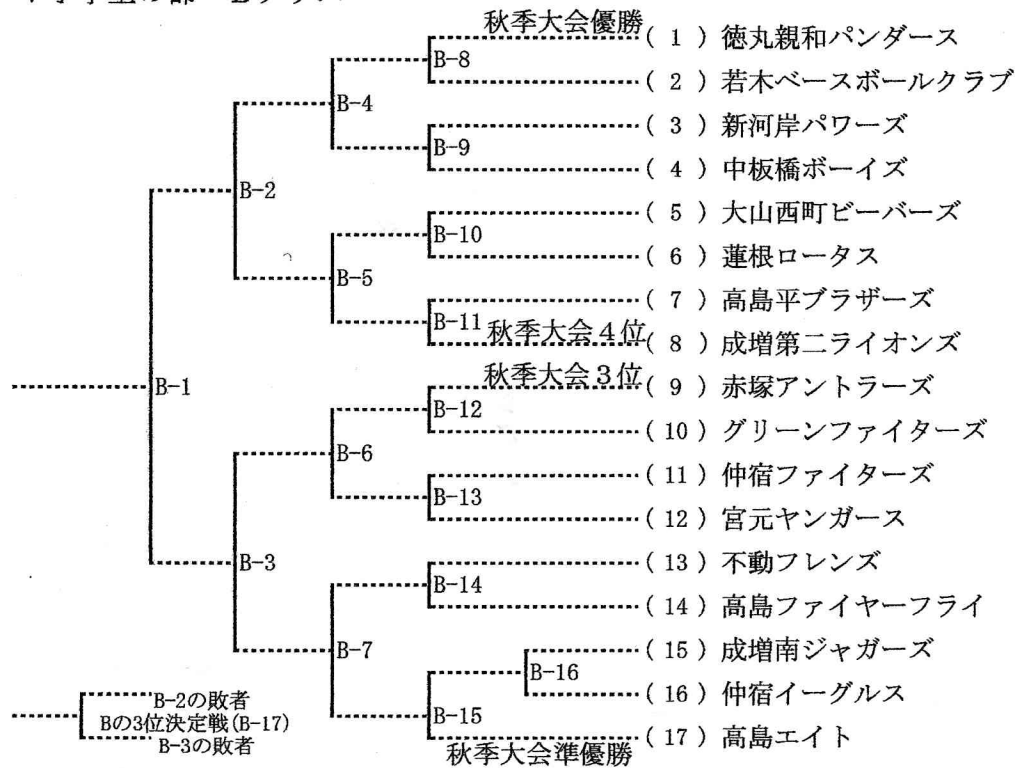 秋季大会優勝
( 1 ) 徳丸親和パンダース
B-8
( 2 ) 若木ベースボールクラブ
B-4
( 3 ) 新河岸パワーズ
B-9
( 4 ) 中板橋ボーイズ
B-2
( 5 ) 大山西町ビーバーズ
B-10
( 6 ) 蓮根ロータス
B-5
( 7 ) 高島平ブラザーズ
B-11
秋季大会4位
( 8 ) 成増第二ライオンズ
秋季大会3位
B-1
( 9 ) 赤塚アントラーズ
B-12
( 10 ) グリーンファイターズ
B-6
( 11 ) 仲宿ファイターズ
B-13
( 12 ) 宮元ヤンガース
B-3
( 13 ) 不動フレンズ
B-14
( 14 ) 高島ファイヤーフライ
B-7
( 15 ) 成増南ジャガーズ
B-16
( 16 ) 仲宿イーグルス
B-15
( 17 ) 高島エイト
秋季大会準優勝
B-2の敗者
Bの3位決定戦(B-17)
B-3の敗者